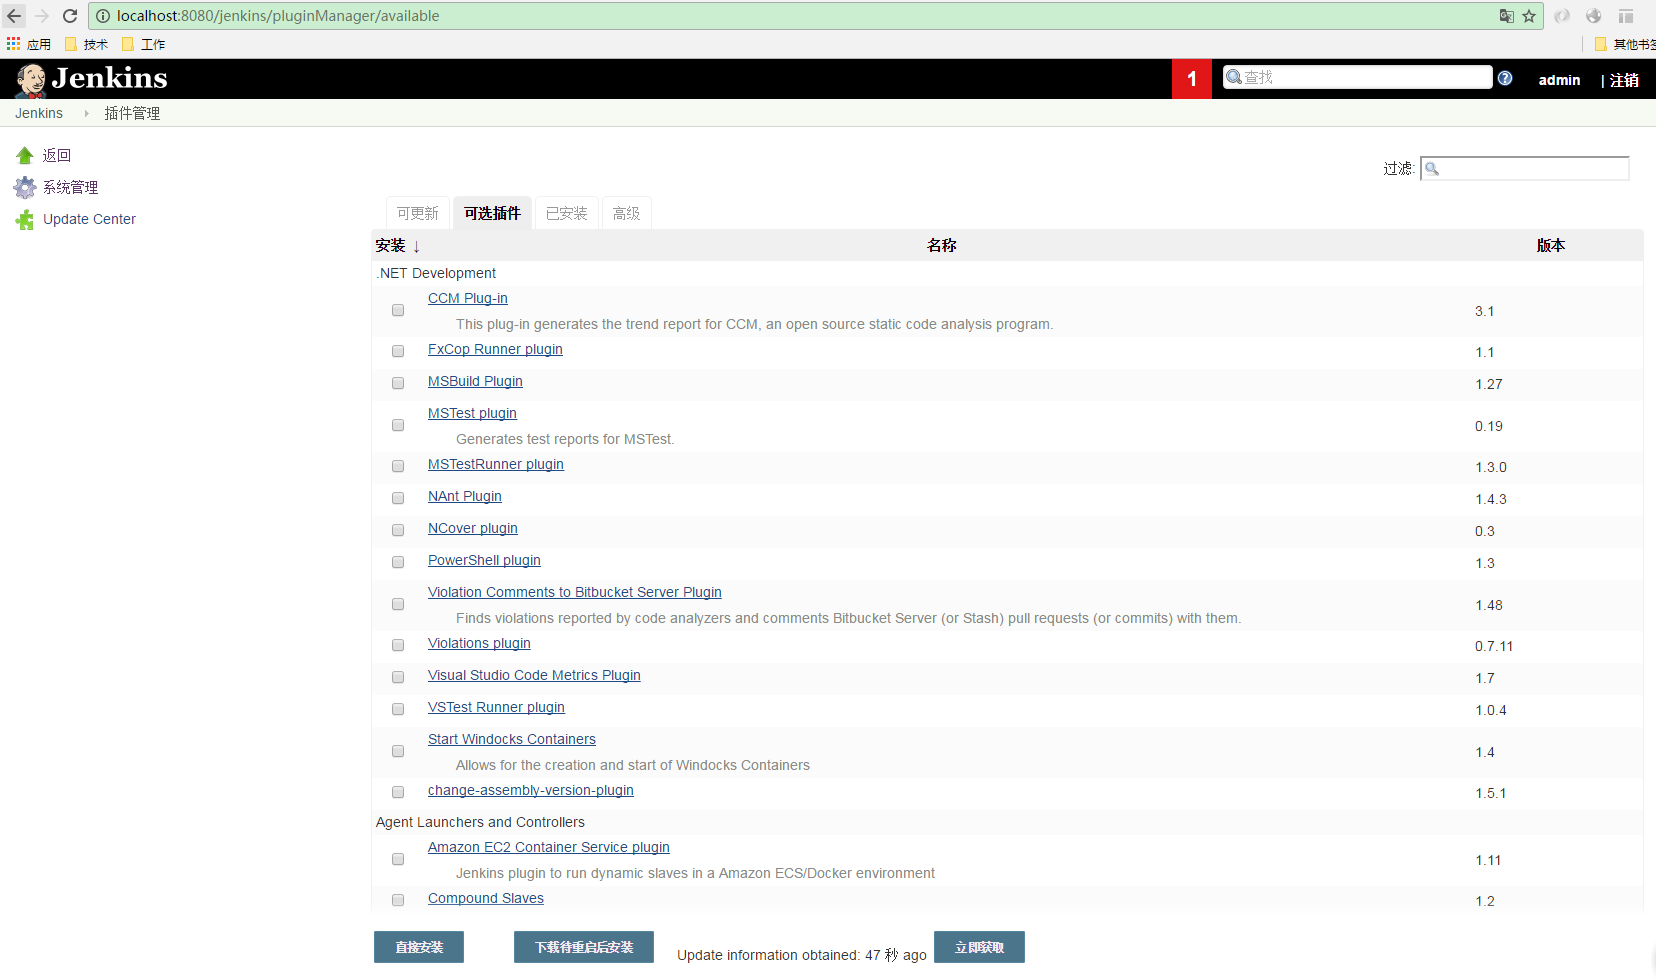 localhost:8080/jenkins/pluginManager/available
应用 技术 工作 其他书签
Jenkins 1 查找 admin | 注销
Jenkins 插件管理
返回
系统管理
Update Center
过滤:
可更新 可选插件 已安装 高级
安装 ↓ 名称 版本
.NET Development
CCM Plug-in
This plug-in generates the trend report for CCM, an open source static code analysis program.
3.1
FxCop Runner plugin 1.1
MSBuild Plugin 1.27
MSTest plugin
Generates test reports for MSTest.
0.19
MSTestRunner plugin 1.3.0
NAnt Plugin 1.4.3
NCover plugin 0.3
PowerShell plugin 1.3
Violation Comments to Bitbucket Server Plugin
Finds violations reported by code analyzers and comments Bitbucket Server (or Stash) pull requests (or commits) with them.
1.48
Violations plugin 0.7.11
Visual Studio Code Metrics Plugin 1.7
VSTest Runner plugin 1.0.4
Start Windocks Containers
Allows for the creation and start of Windocks Containers
1.4
change-assembly-version-plugin 1.5.1
Agent Launchers and Controllers
Amazon EC2 Container Service plugin
Jenkins plugin to run dynamic slaves in a Amazon ECS/Docker environment
1.11
Compound Slaves 1.2
直接安装 下载待重启后安装 Update information obtained: 47 秒 ago 立即获取